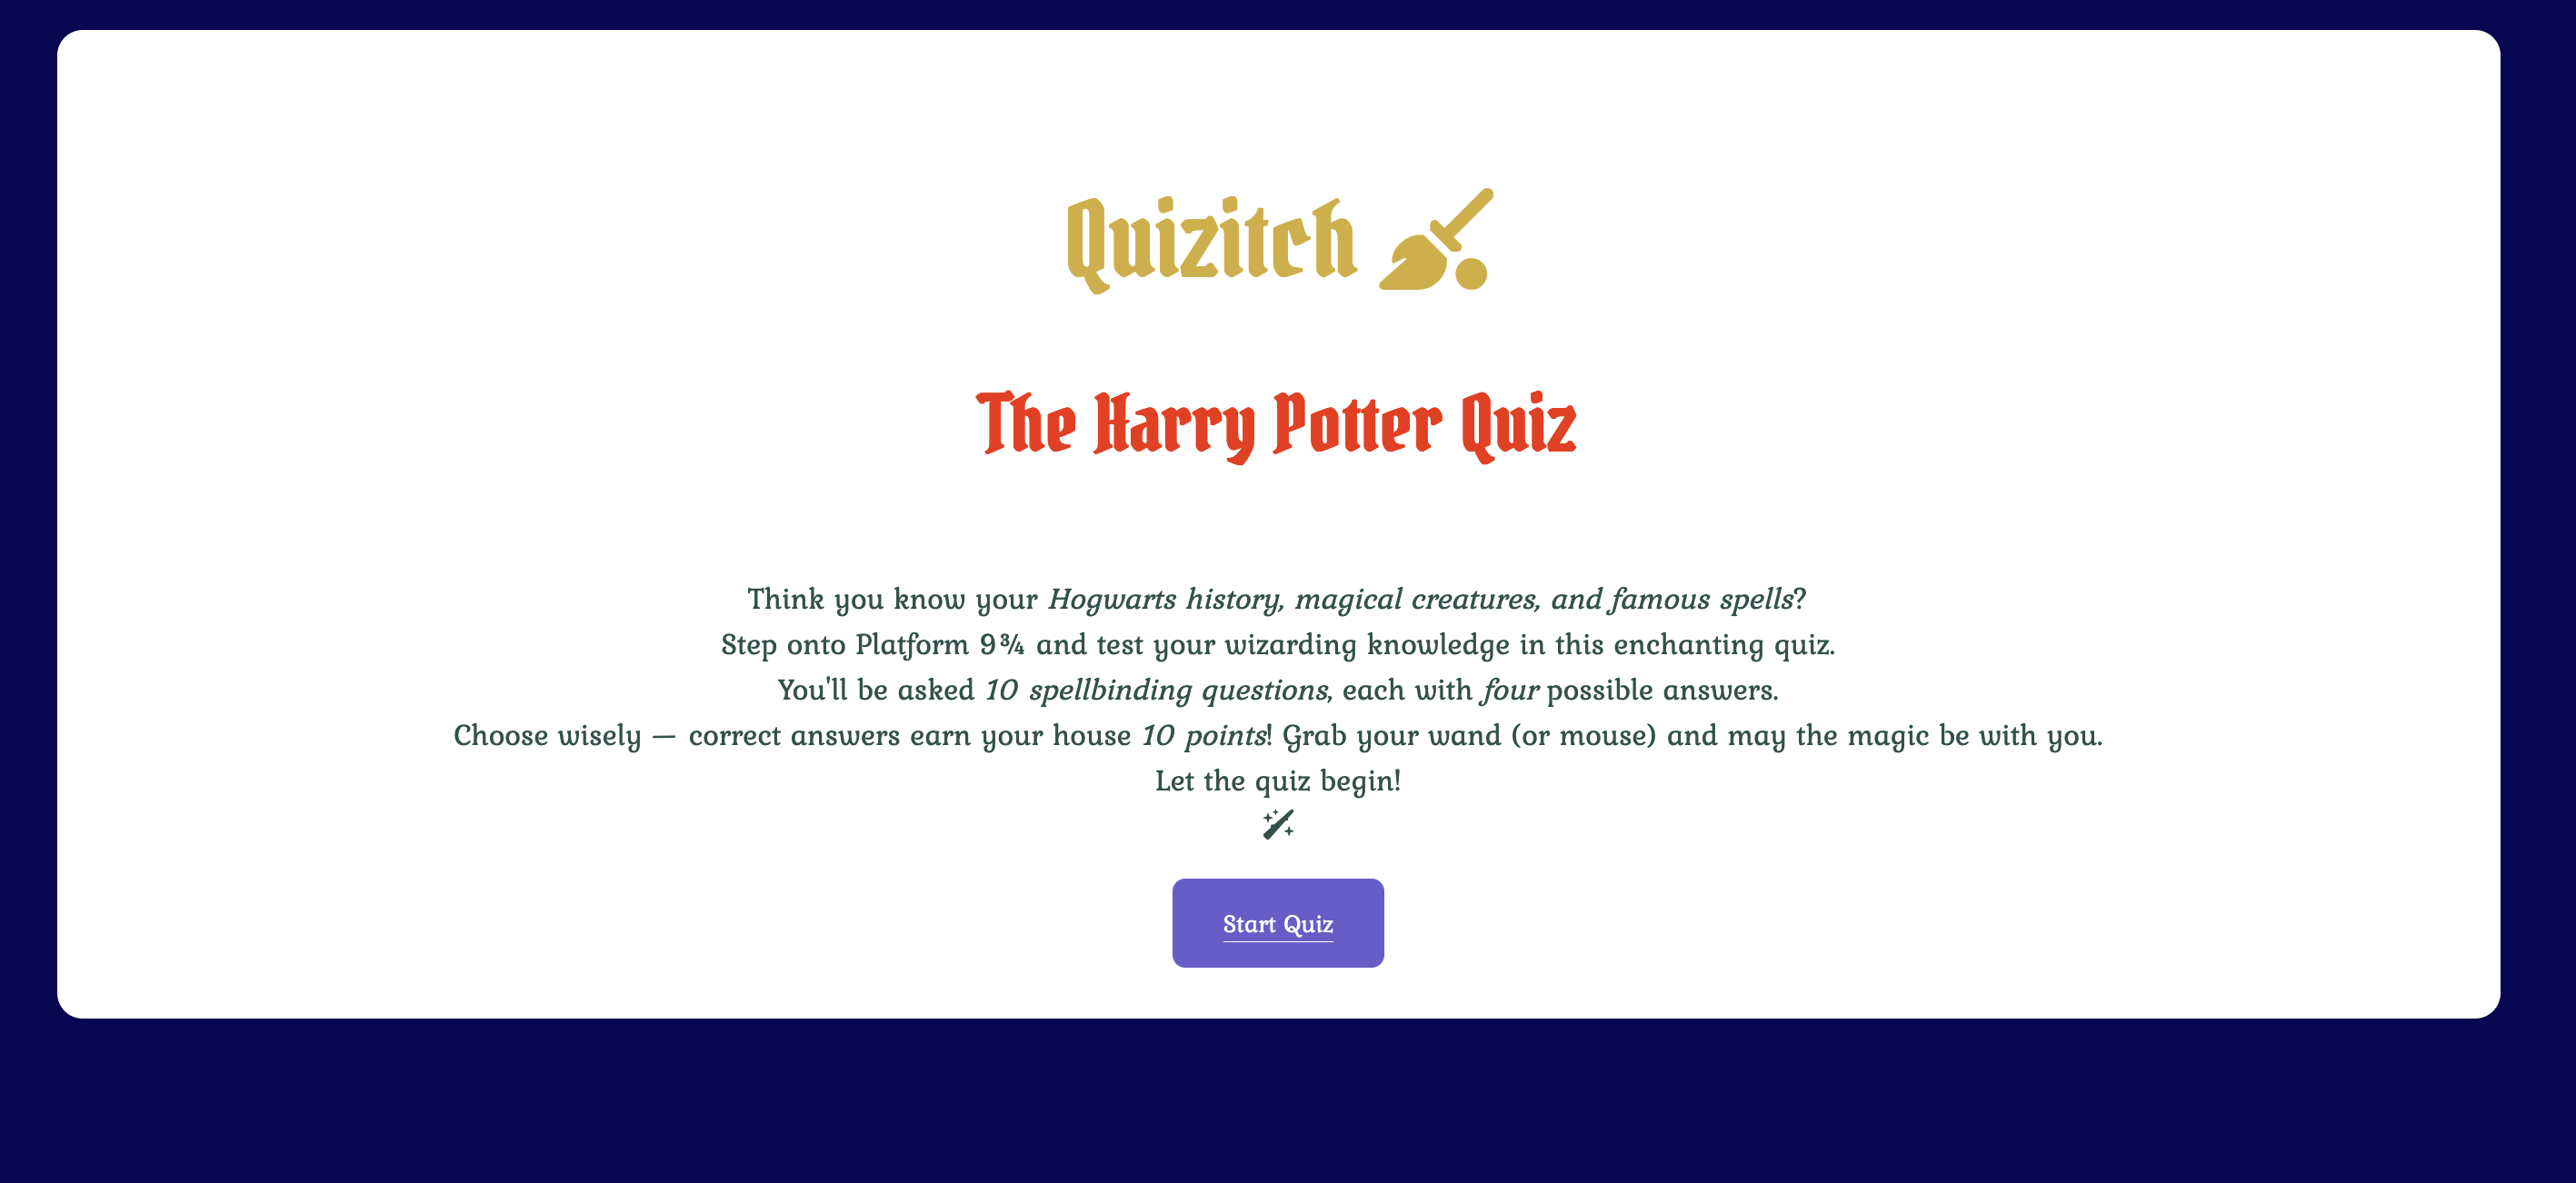 Quizitch
The Harry Potter Quiz
Think you know your Hogwarts history, magical creatures, and famous spells?
Step onto Platform 9¾ and test your wizarding knowledge in this enchanting quiz.
You'll be asked 10 spellbinding questions, each with four possible answers.
Choose wisely — correct answers earn your house 10 points! Grab your wand (or mouse) and may the magic be with you.
Let the quiz begin!
Start Quiz